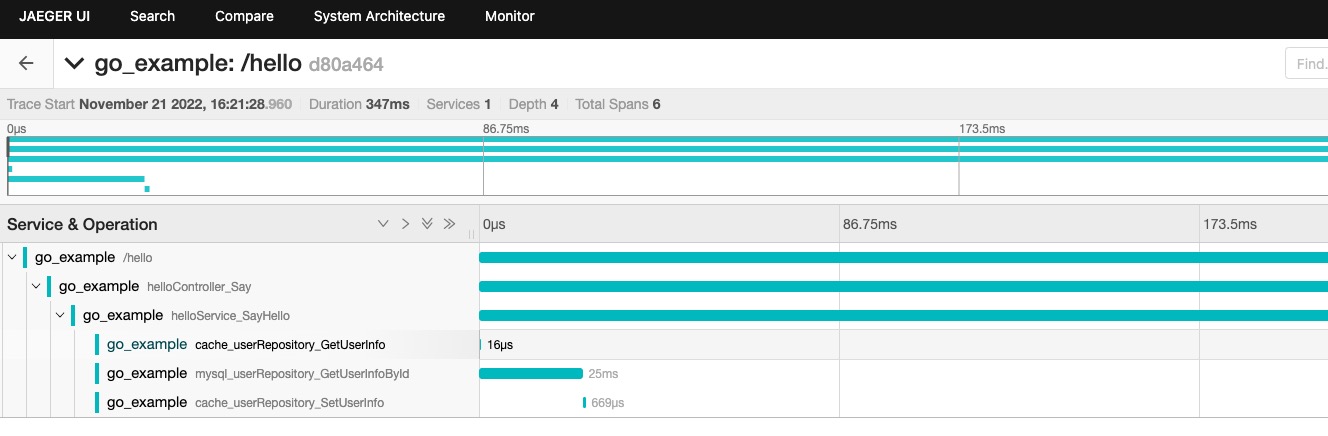 JAEGER UI Search Compare System Architecture Monitor
go_example: /hello d80a464 Find.
Trace Start November 21 2022, 16:21:28.960 Duration 347ms Services 1 Depth 4 Total Spans 6
0μs 86.75ms 173.5ms
Service & Operation 0μs 86.75ms 173.5ms
go_example /hello
go_example helloController_Say
go_example helloService_SayHello
go_example cache_userRepository_GetUserInfo 16μs
go_example mysql_userRepository_GetUserInfoById 25ms
go_example cache_userRepository_SetUserInfo 669μs